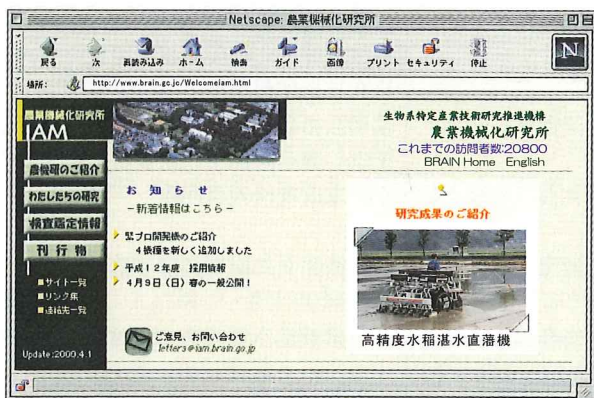 Netscape: 農業機械化研究所
戻る 次 再読み込み ホーム 検索 ガイド 画像 プリント セキュリティ 停止
N
場所: http://www.brain.go.jp/Welcomeiam.html
農業機械化研究所
IAM
農機研のご紹介
わたしたちの研究
検査鑑定情報
刊行物
■サイト一覧
■リンク集
■連絡先一覧
Update:2000.4.1
生物系特定産業技術研究推進機構
農業機械化研究所
これまでの訪問者数:20800
BRAIN Home English
お知らせ
-新着情報はこちら-
緊プロ開発機のご紹介
4機種を新しく追加しました
平成12年度 採用情報
4月9日(日)春の一般公開!
ご意見、お問い合わせ
letters@iam.brain.go.jp
研究成果のご紹介
高精度水稲湛水直播機